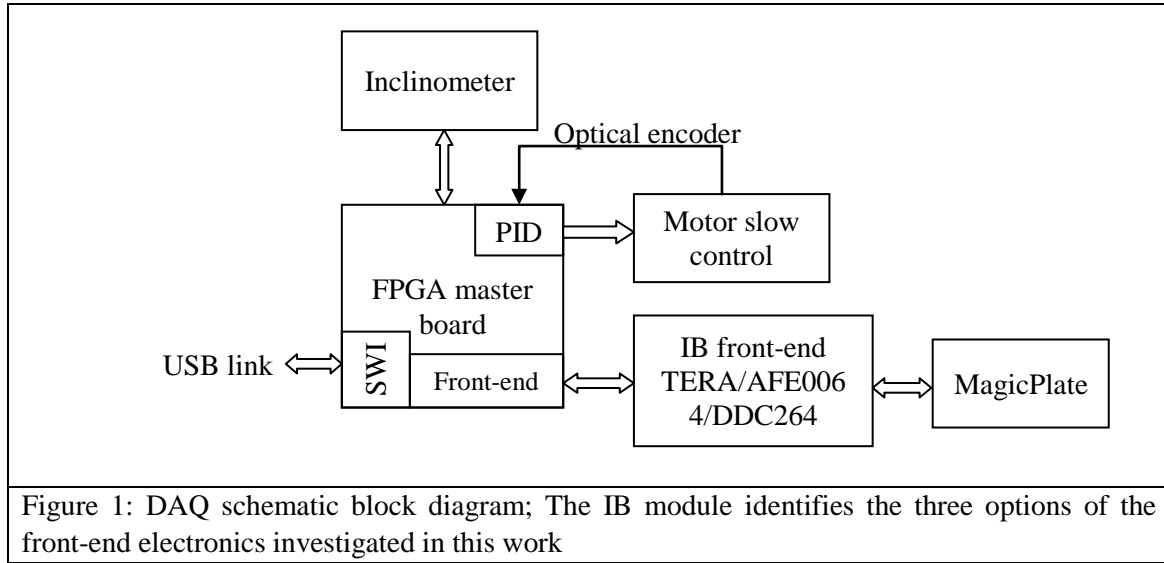 Inclinometer
Optical encoder
PID
Motor slow
control
FPGA master
board
USB link
SWI
Front-end
IB front-end
TERA/AFE006
4/DDC264
MagicPlate
Figure 1: DAQ schematic block diagram; The IB module identifies the three options of the
front-end electronics investigated in this work